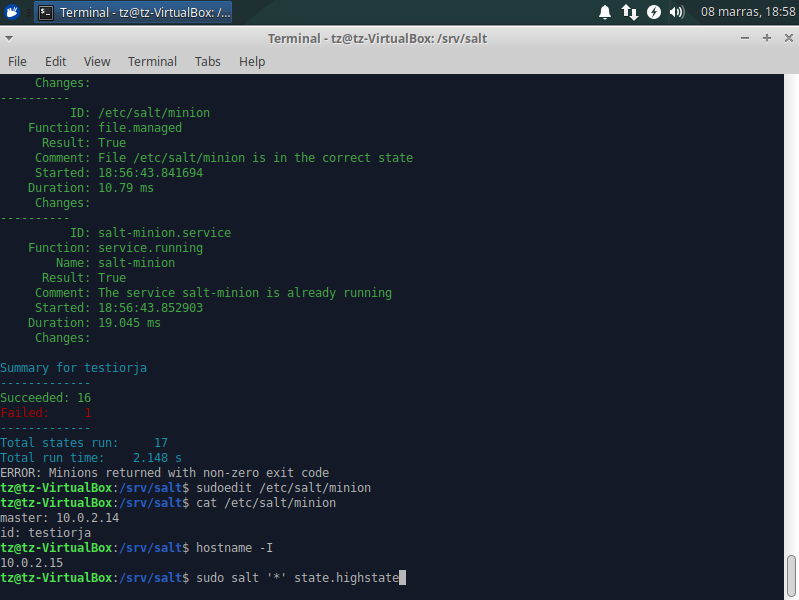 Terminal - tz@tz-VirtualBox: /...
08 marras, 18:58
Terminal - tz@tz-VirtualBox: /srv/salt
File Edit View Terminal Tabs Help
Changes:
----------
ID: /etc/salt/minion
Function: file.managed
Result: True
Comment: File /etc/salt/minion is in the correct state
Started: 18:56:43.841694
Duration: 10.79 ms
Changes:
----------
ID: salt-minion.service
Function: service.running
Name: salt-minion
Result: True
Comment: The service salt-minion is already running
Started: 18:56:43.852903
Duration: 19.045 ms
Changes:
Summary for testiorja
-------------
Succeeded: 16
Failed: 1
-------------
Total states run: 17
Total run time: 2.148 s
ERROR: Minions returned with non-zero exit code
tz@tz-VirtualBox:/srv/salt$ sudoedit /etc/salt/minion
tz@tz-VirtualBox:/srv/salt$ cat /etc/salt/minion
master: 10.0.2.14
id: testiorja
tz@tz-VirtualBox:/srv/salt$ hostname -I
10.0.2.15
tz@tz-VirtualBox:/srv/salt$ sudo salt '*' state.highstate